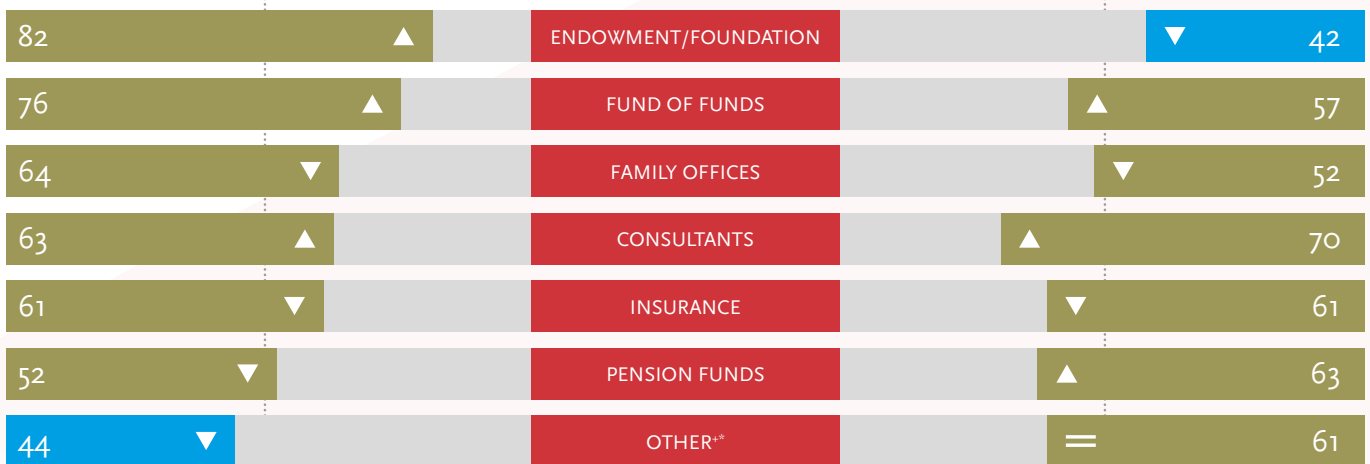 82 ▲ ENDOWMENT/FOUNDATION ▼ 42
76 ▲ FUND OF FUNDS ▲ 57
64 ▼ FAMILY OFFICES ▼ 52
63 ▲ CONSULTANTS ▲ 70
61 ▼ INSURANCE ▼ 61
52 ▼ PENSION FUNDS ▲ 63
44 ▼ OTHER⁺* = 61